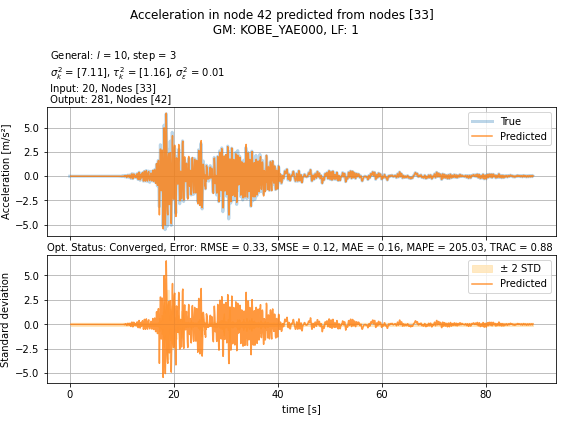 Acceleration in node 42 predicted from nodes [33]
GM: KOBE_YAE000, LF: 1
General: l = 10, step = 3
σ²ₖ = [7.11], τ²ₖ = [1.16], σ²ε = 0.01
Input: 20, Nodes [33]
Output: 281, Nodes [42]
True
Predicted
5.0
2.5
0.0
−2.5
−5.0
Acceleration [m/s²]
Opt. Status: Converged, Error: RMSE = 0.33, SMSE = 0.12, MAE = 0.16, MAPE = 205.03, TRAC = 0.88
± 2 STD
Predicted
5.0
2.5
0.0
−2.5
−5.0
Standard deviation
0 20 40 60 80
time [s]